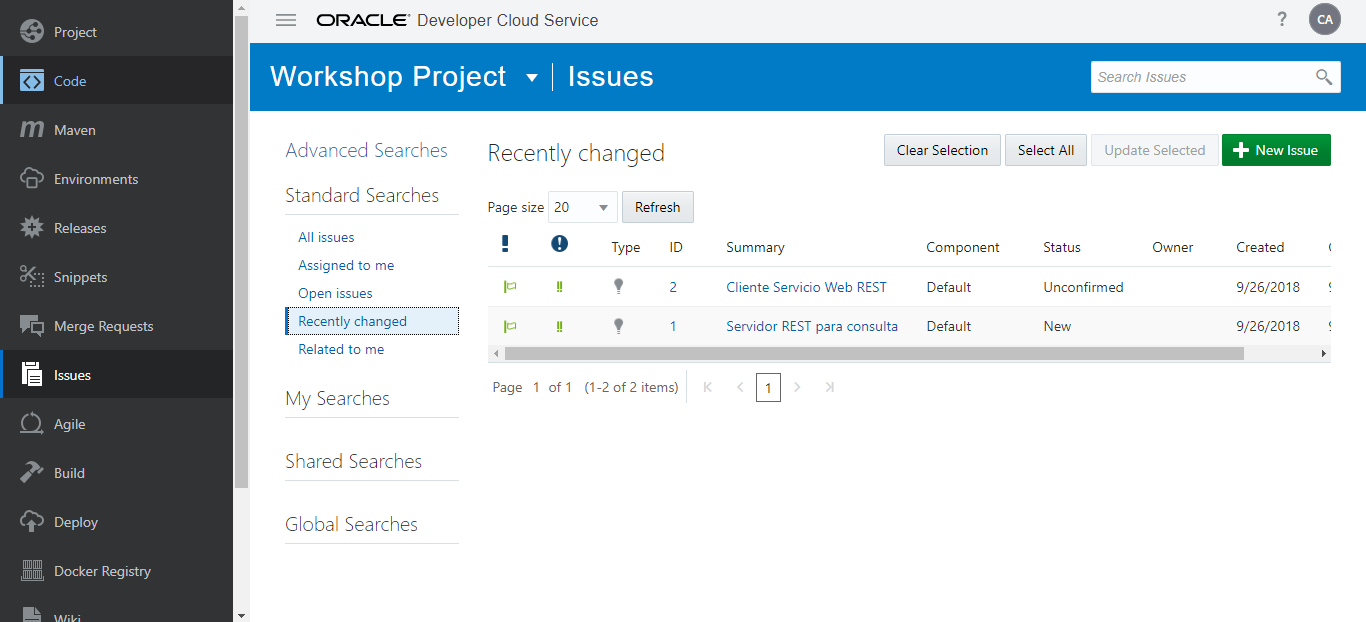 Project
Code
Maven
Environments
Releases
Snippets
Merge Requests
Issues
Agile
Build
Deploy
Docker Registry
Wiki
ORACLE® Developer Cloud Service
? CA
Workshop Project Issues
Search Issues
Advanced Searches
Standard Searches
All issues
Assigned to me
Open issues
Recently changed
Related to me
My Searches
Shared Searches
Global Searches
Recently changed
Clear Selection Select All Update Selected New Issue
Page size 20 Refresh
Type ID Summary Component Status Owner Created
2 Cliente Servicio Web REST Default Unconfirmed 9/26/2018
1 Servidor REST para consulta Default New 9/26/2018
Page 1 of 1 (1-2 of 2 items) 1